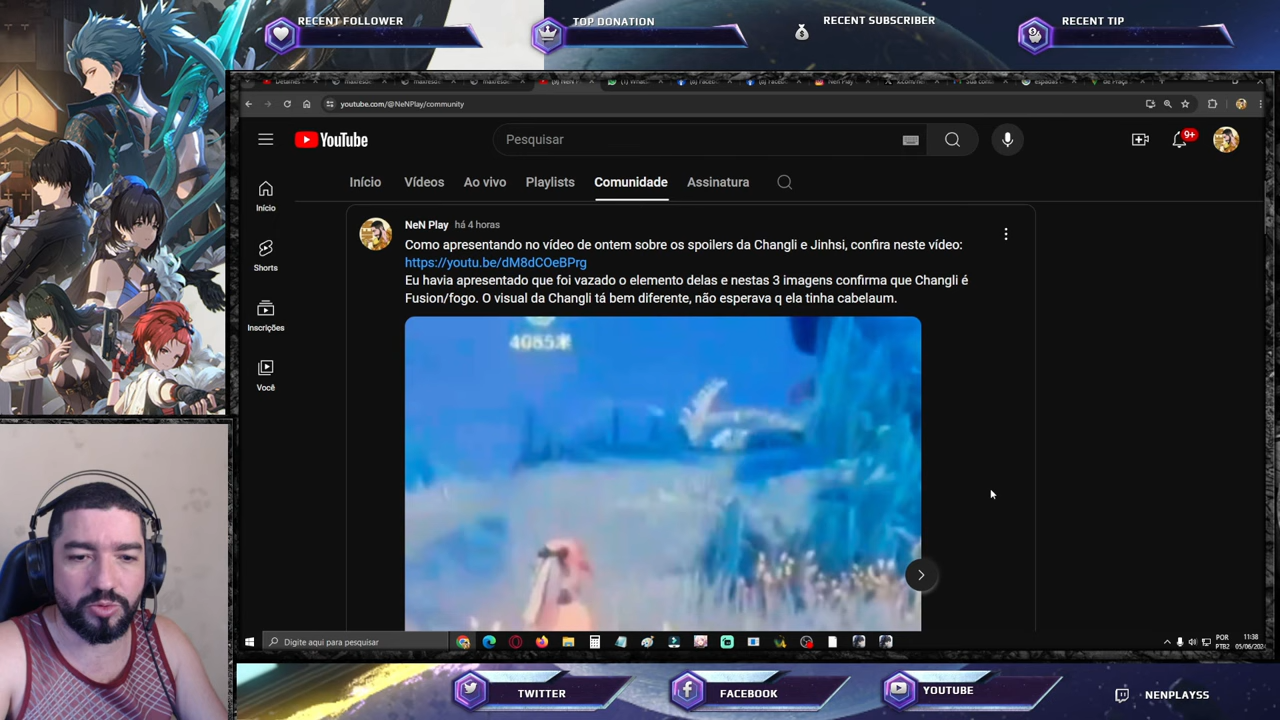 RECENT FOLLOWER
TOP DONATION
RECENT SUBSCRIBER
RECENT TIP
youtube.com/@NeNPlay/community
YouTube
Pesquisar
9+
Início
Vídeos
Ao vivo
Playlists
Comunidade
Assinatura
Início
Shorts
Inscrições
Você
NeN Play há 4 horas
Como apresentando no vídeo de ontem sobre os spoilers da Changli e Jinhsi, confira neste vídeo:
https://youtu.be/dM8dCOeBPrg
Eu havia apresentado que foi vazado o elemento delas e nestas 3 imagens confirma que Changli é
Fusion/fogo. O visual da Changli tá bem diferente, não esperava q ela tinha cabelaum.
4085米
Digite aqui para pesquisar
POR
PTB2
11:38
TWITTER
FACEBOOK
YOUTUBE
NENPLAYSS